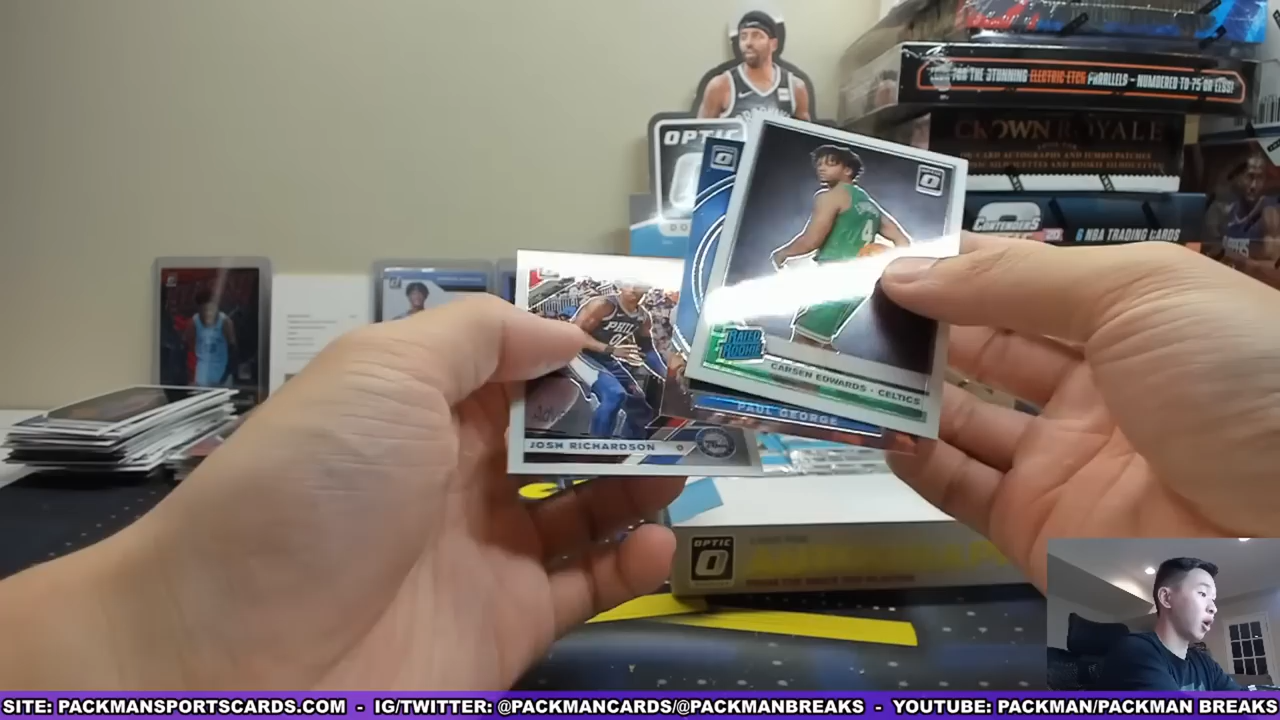 FOR THE STUNNING ELECTRIC ETCH PARALLELS – NUMBERED TO 75 OR LESS!
CROWN ROYALE
OPTIC
CONTENDERS
6 NBA TRADING CARDS
4
RATED
ROOKIE
CARSEN EDWARDS • CELTICS
PAUL GEORGE
PHILA
JOSH RICHARDSON
OPTIC
SITE: PACKMANSPORTSCARDS.COM - IG/TWITTER: @PACKMANCARDS/@PACKMANBREAKS - YOUTUBE: PACKMAN/PACKMAN BREAKS